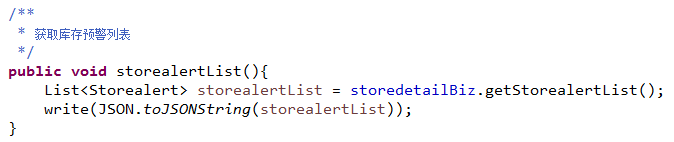 /**
 * 获取库存预警列表
 */
public void storealertList(){
    List<Storealert> storealertList = storedetailBiz.getStorealertList();
    write(JSON.toJSONString(storealertList));
}